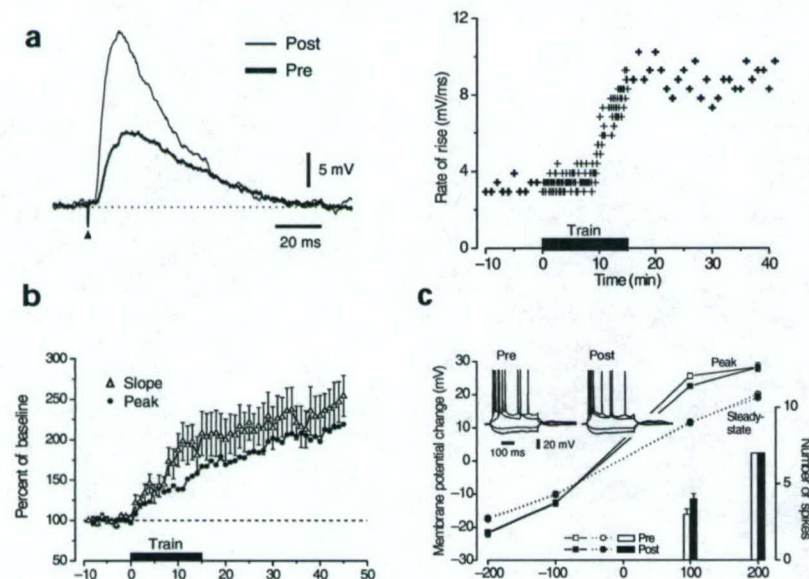 a
Post
Pre
5 mV
20 ms
12
8
4
0
Rate of rise (mV/ms)
Train
-10 0 10 20 30 40
Time (min)
b
300
250
200
150
100
50
Percent of baseline
Slope
Peak
Train
-10 0 10 20 30 40 50
c
30
20
10
0
-10
-20
-30
Membrane potential change (mV)
Pre
Post
100 ms
20 mV
Peak
Steady-
state
10
5
0
Number of spikes
Pre
Post
-200 -100 0 100 200